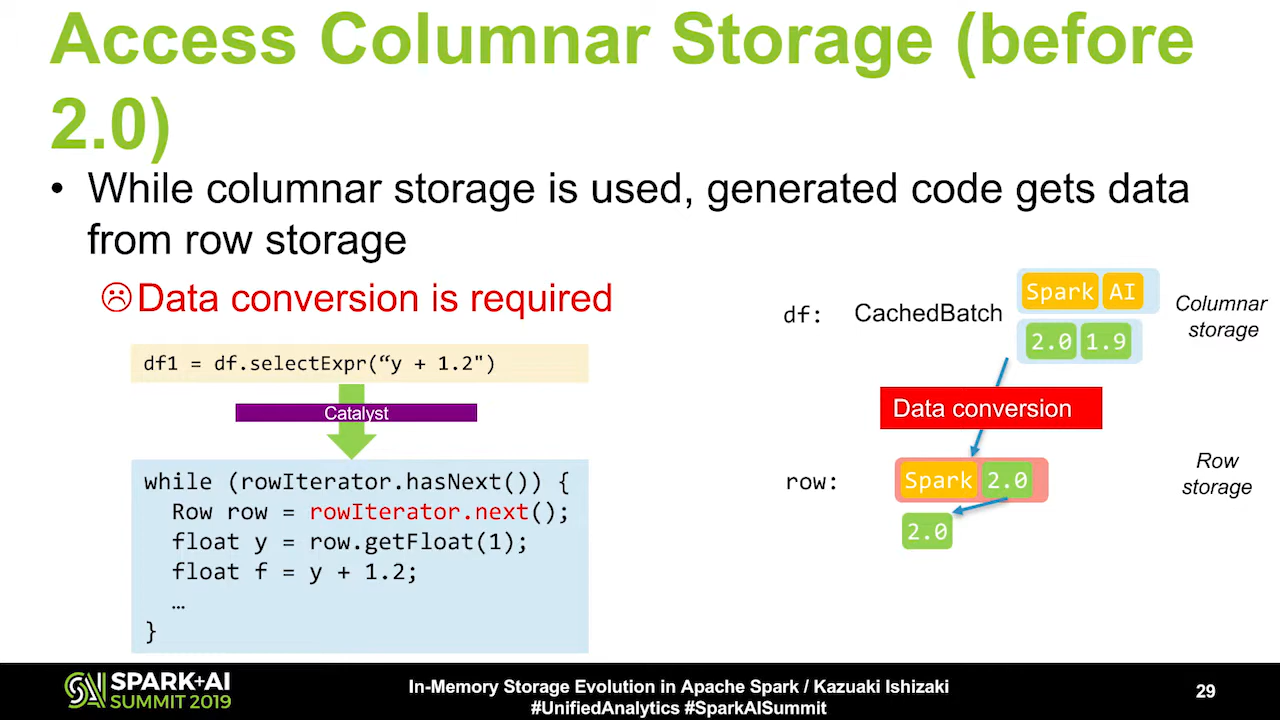 Access Columnar Storage (before
2.0)
• While columnar storage is used, generated code gets data
from row storage
☹Data conversion is required
df1 = df.selectExpr(“y + 1.2")
Catalyst
while (rowIterator.hasNext()) {
Row row = rowIterator.next();
float y = row.getFloat(1);
float f = y + 1.2;
…
}
df: CachedBatch
Spark AI
2.0 1.9
Columnar
storage
Data conversion
row:
Spark 2.0
2.0
Row
storage
SPARK+AI
SUMMIT 2019
In-Memory Storage Evolution in Apache Spark / Kazuaki Ishizaki
#UnifiedAnalytics #SparkAISummit
29